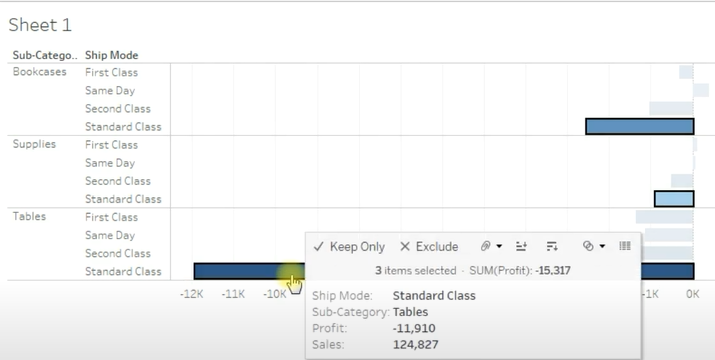 Sheet 1
Sub-Catego.. Ship Mode
Bookcases First Class
Same Day
Second Class
Standard Class
Supplies First Class
Same Day
Second Class
Standard Class
Tables First Class
Same Day
Second Class
Standard Class
Keep Only Exclude
3 items selected · SUM(Profit): -15,317
Ship Mode: Standard Class
Sub-Category: Tables
Profit: -11,910
Sales: 124,827
-12K -11K -10K -1K 0K